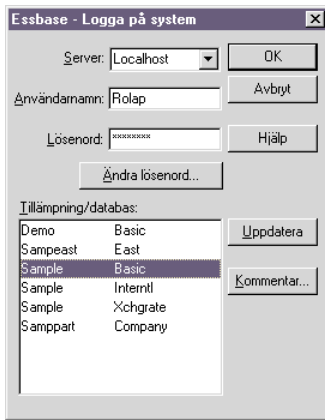 Essbase - Logga på system
Server: Localhost
OK
Användarnamn: Rolap
Avbryt
Lösenord: ********
Hjälp
Ändra lösenord...
Tillämpning/databas:
Demo Basic
Uppdatera
Sampeast East
Sample Basic
Kommentar...
Sample Interntl
Sample Xchgrate
Samppart Company